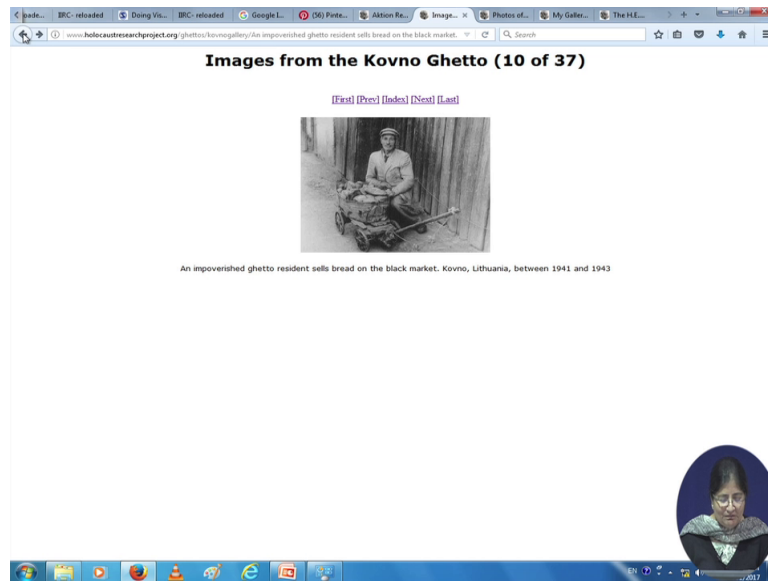 oade...
IIRC- reloaded
Doing Vis...
IIRC- reloaded
Google I...
(56) Pinte...
Aktion Re...
Image...
Photos of...
My Galler...
The H.E....
www.holocaustresearchproject.org/ghettos/kovnogallery/An impoverished ghetto resident sells bread on the black market.
Search
Images from the Kovno Ghetto (10 of 37)
[First] [Prev] [Index] [Next] [Last]
An impoverished ghetto resident sells bread on the black market. Kovno, Lithuania, between 1941 and 1943
EN